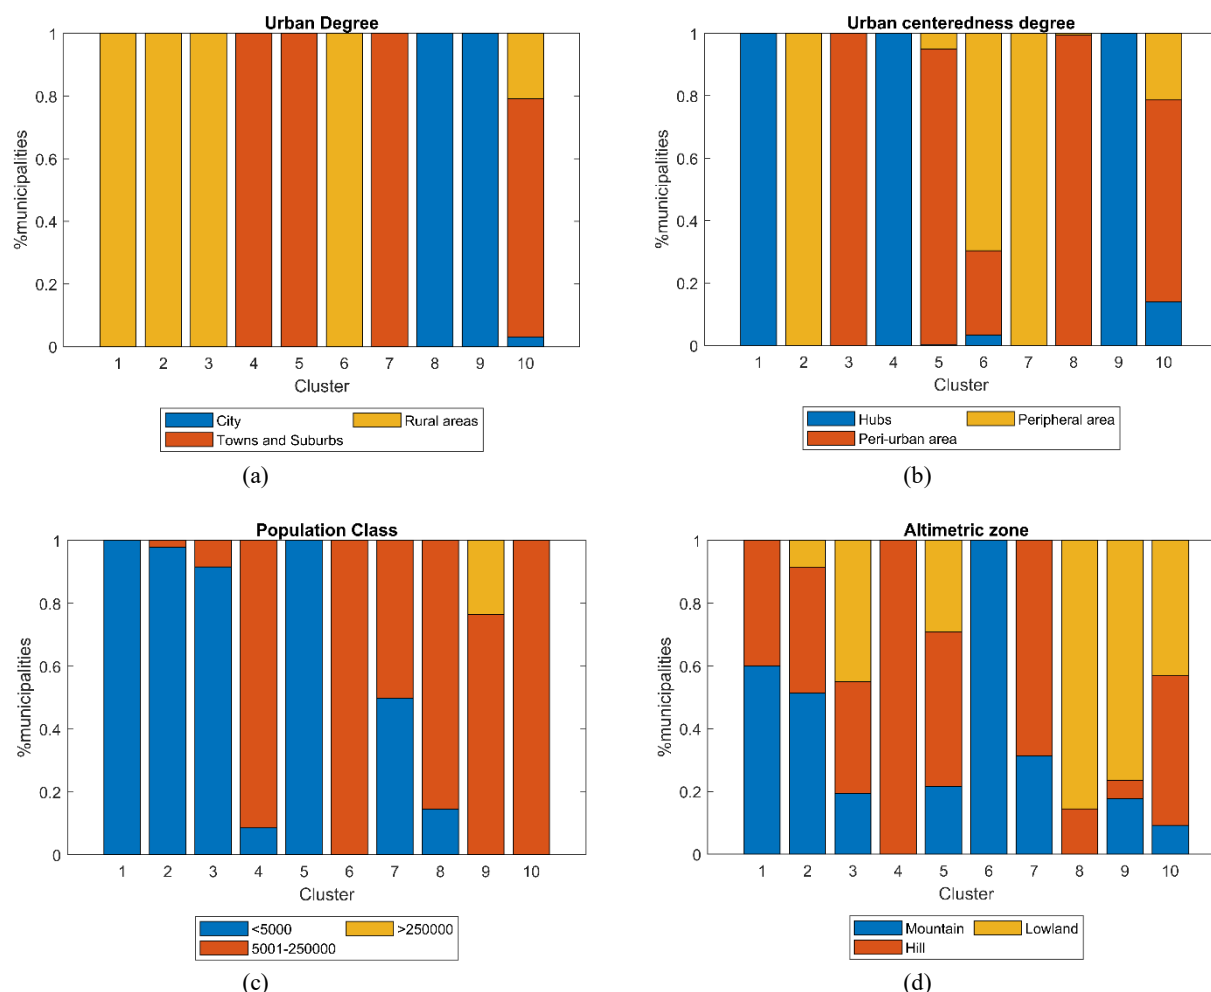 Urban Degree
1
0.8
0.6
0.4
0.2
0
%municipalities
1 2 3 4 5 6 7 8 9 10
Cluster
City
Rural areas
Towns and Suburbs
(a)
Urban centeredness degree
1
0.8
0.6
0.4
0.2
0
%municipalities
1 2 3 4 5 6 7 8 9 10
Cluster
Hubs
Peripheral area
Peri-urban area
(b)
Population Class
1
0.8
0.6
0.4
0.2
0
%municipalities
1 2 3 4 5 6 7 8 9 10
Cluster
<5000
>250000
5001-250000
(c)
Altimetric zone
1
0.8
0.6
0.4
0.2
0
%municipalities
1 2 3 4 5 6 7 8 9 10
Cluster
Mountain
Lowland
Hill
(d)